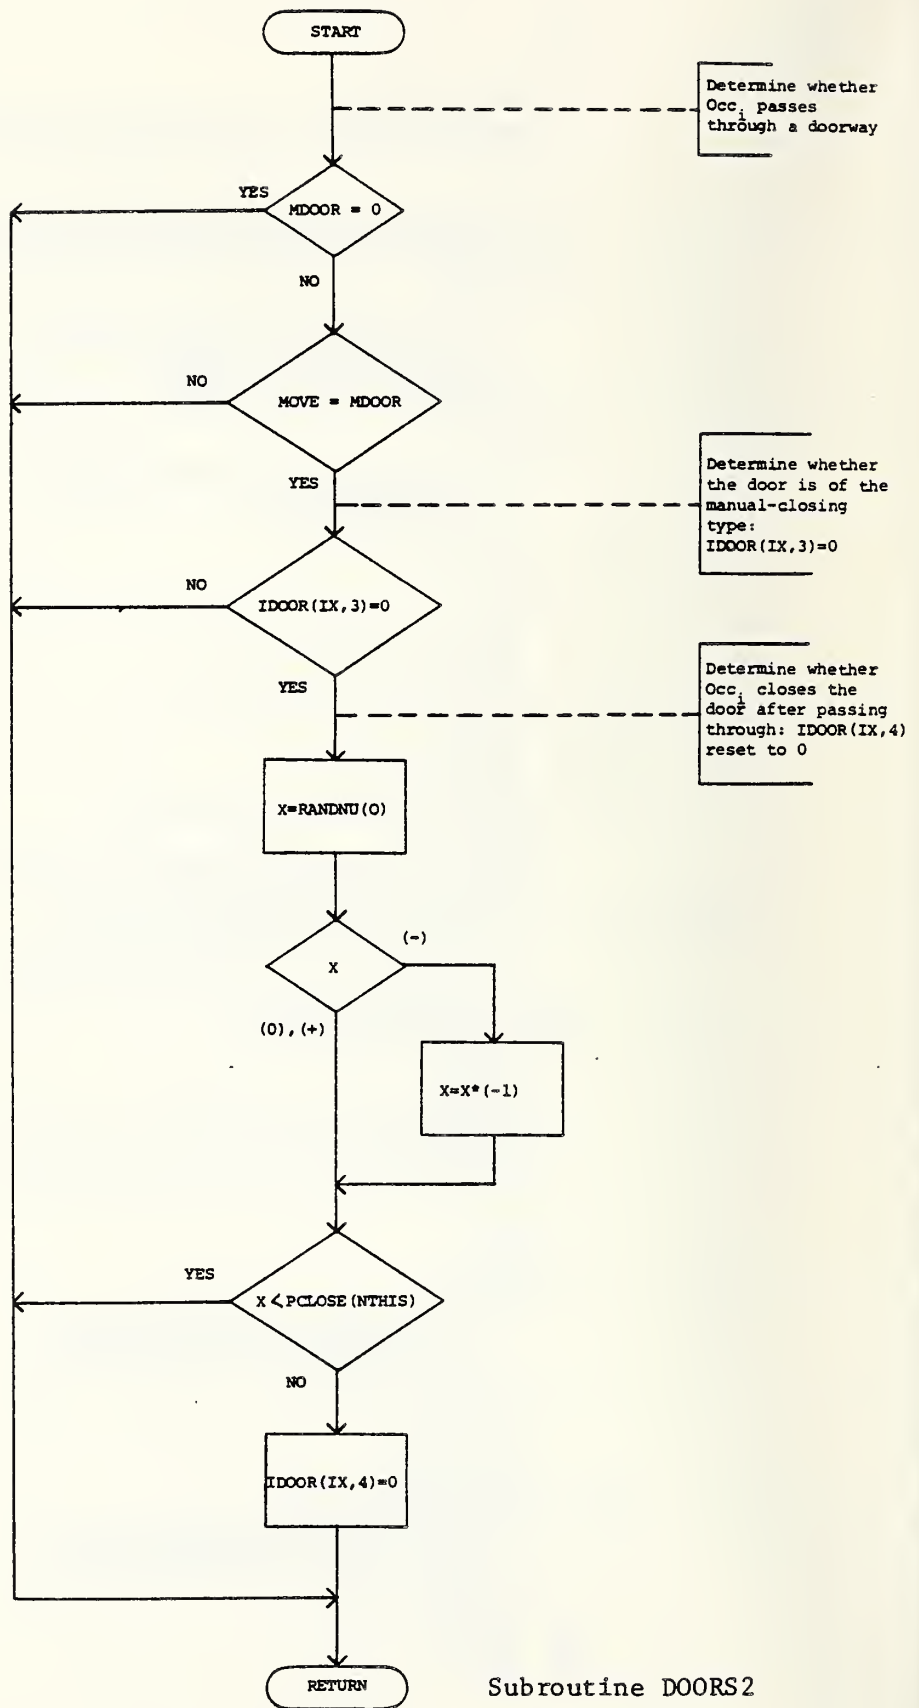 START
Determine whether
Occi passes
through a doorway
YES
MDOOR = 0
NO
NO
MOVE = MDOOR
YES
Determine whether
the door is of the
manual-closing
type:
IDOOR(IX,3)=0
NO
IDOOR(IX,3)=0
YES
Determine whether
Occi closes the
door after passing
through: IDOOR(IX,4)
reset to 0
X=RANDNU(0)
(-)
X
(0),(+)
X=X*(-1)
YES
X<PCLOSE(NTHIS)
NO
IDOOR(IX,4)=0
RETURN
Subroutine DOORS2